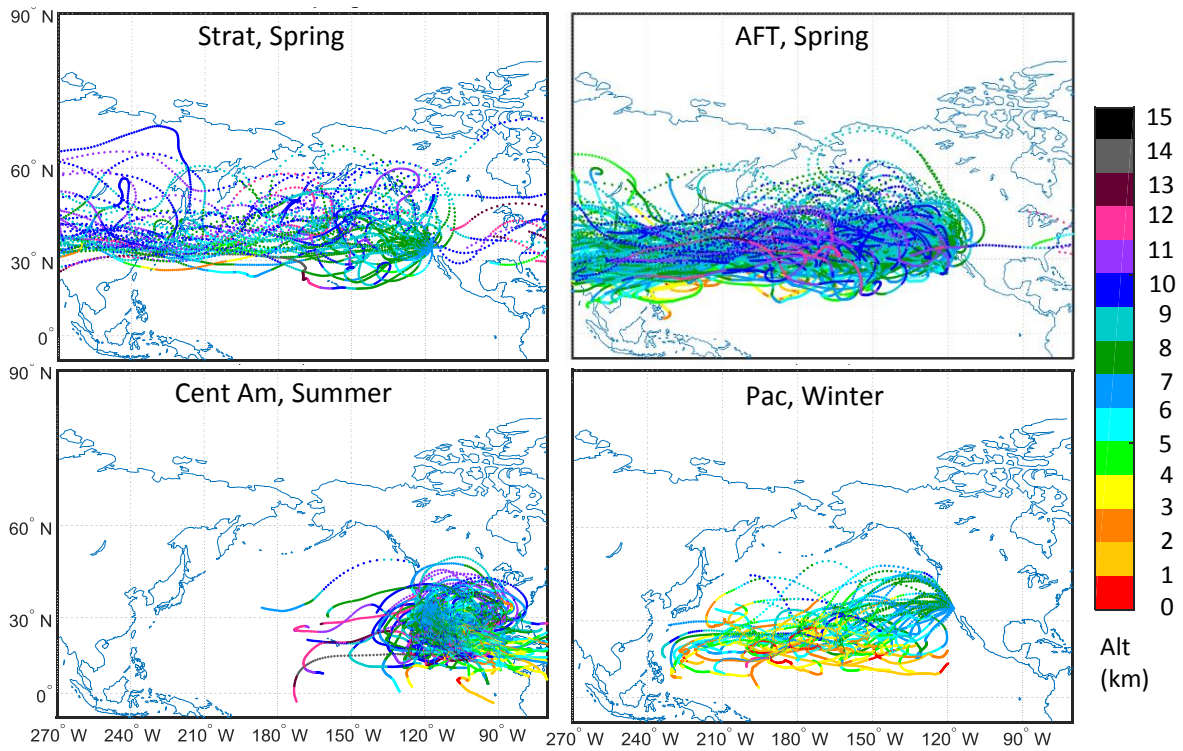 90° N
Strat, Spring
60° N
30° N
0°
AFT, Spring
15
14
13
12
11
10
9
8
7
6
5
4
3
2
1
0
Alt
(km)
90° N
Cent Am, Summer
60° N
30° N
0°
270° W 240° W 210° W 180° W 150° W 120° W 90° W
Pac, Winter
270° W 210° W 180° W 150° W 120° W 90° W